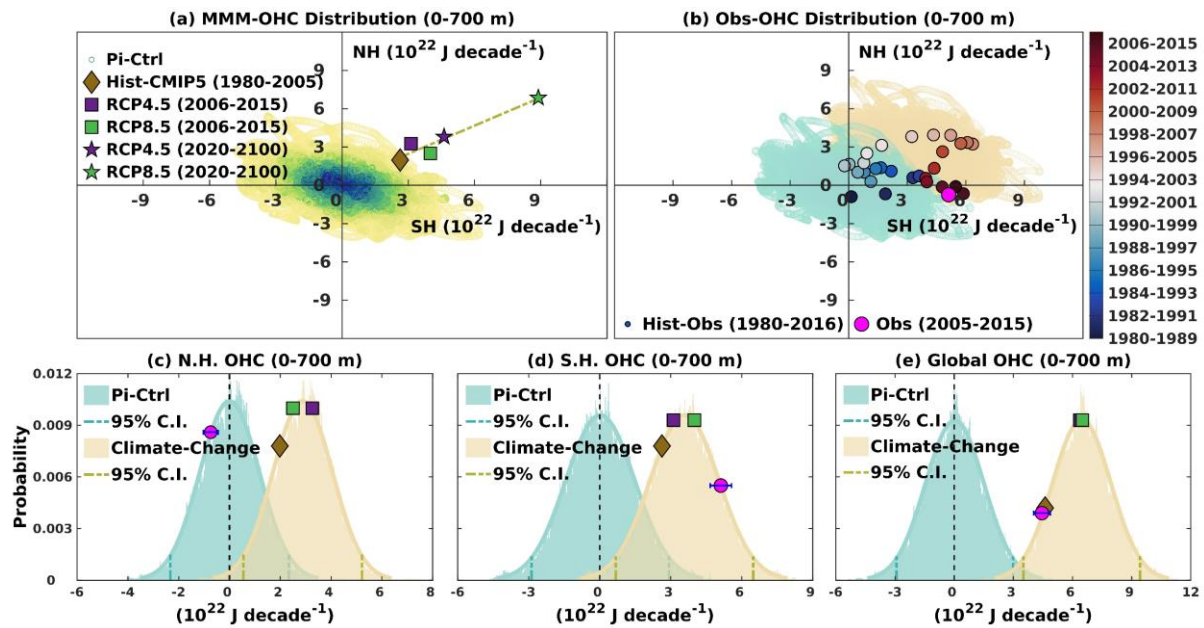 (a) MMM-OHC Distribution (0-700 m)
NH (10^22 J decade^-1)
Pi-Ctrl
Hist-CMIP5 (1980-2005)
RCP4.5 (2006-2015)
RCP8.5 (2006-2015)
RCP4.5 (2020-2100)
RCP8.5 (2020-2100)
9
6
3
0
-3
-6
-9
-9 -6 -3 0 3 6 9
SH (10^22 J decade^-1)
(b) Obs-OHC Distribution (0-700 m)
NH (10^22 J decade^-1)
9
6
3
0
-3
-6
-9
-9 -6 -3 0 3 6 9
SH (10^22 J decade^-1)
Hist-Obs (1980-2016) Obs (2005-2015)
2006-2015
2004-2013
2002-2011
2000-2009
1998-2007
1996-2005
1994-2003
1992-2001
1990-1999
1988-1997
1986-1995
1984-1993
1982-1991
1980-1989
(c) N.H. OHC (0-700 m)
Probability
0.012
0.009
0.006
0.003
0
Pi-Ctrl
95% C.I.
Climate-Change
95% C.I.
-6 -4 -2 0 2 4 6 8
(10^22 J decade^-1)
(d) S.H. OHC (0-700 m)
Pi-Ctrl
95% C.I.
Climate-Change
95% C.I.
-6 -4 -2 0 2 4 6 8
(10^22 J decade^-1)
(e) Global OHC (0-700 m)
Pi-Ctrl
95% C.I.
Climate-Change
95% C.I.
-6 -3 0 3 6 9 12
(10^22 J decade^-1)